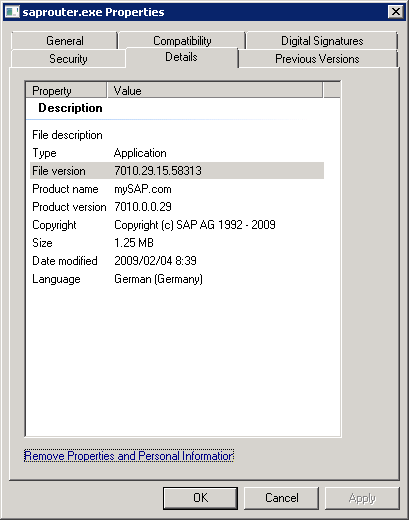 saprouter.exe Properties
General Compatibility Digital Signatures
Security Details Previous Versions
Property Value
Description
File description
Type Application
File version 7010.29.15.58313
Product name mySAP.com
Product version 7010.0.0.29
Copyright Copyright (c) SAP AG 1992 - 2009
Size 1.25 MB
Date modified 2009/02/04 8:39
Language German (Germany)
Remove Properties and Personal Information
OK Cancel Apply